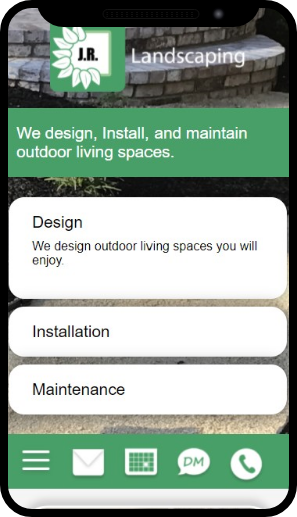 J.R.
Landscaping
We design, Install, and maintain
outdoor living spaces.
Design
We design outdoor living spaces you will
enjoy.
Installation
Maintenance
DM